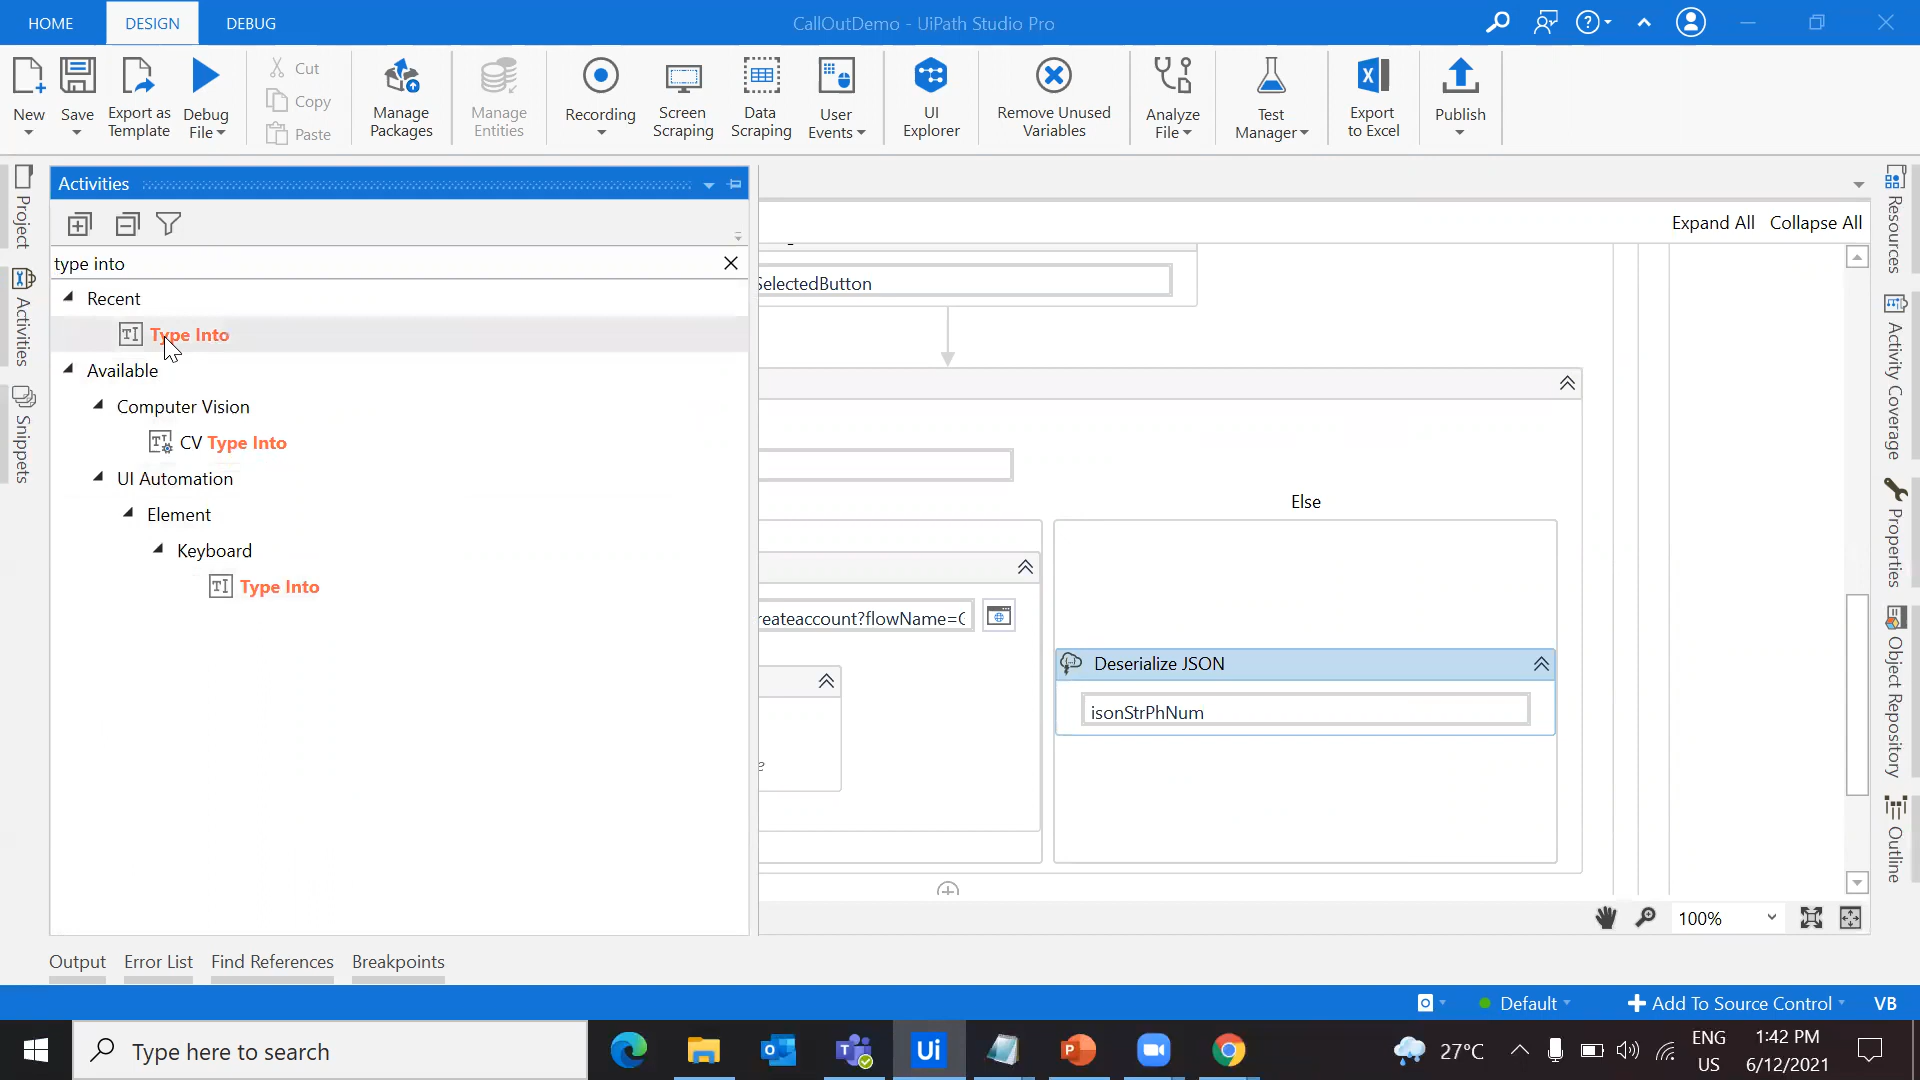 HOME
DESIGN
DEBUG
CallOutDemo - UiPath Studio Pro
New
Save
Export as
Template
Debug
File
Cut
Copy
Paste
Manage
Packages
Manage
Entities
Recording
Screen
Scraping
Data
Scraping
User
Events
UI
Explorer
Remove Unused
Variables
Analyze
File
Test
Manager
Export
to Excel
Publish
Project
Activities
Snippets
Activities
type into
Recent
Type Into
Available
Computer Vision
CV Type Into
UI Automation
Element
Keyboard
Type Into
Expand All
Collapse All
SelectedButton
Else
reateaccount?flowName=
Deserialize JSON
jsonStrPhNum
100%
Resources
Activity Coverage
Properties
Object Repository
Outline
Output
Error List
Find References
Breakpoints
Default
Add To Source Control
VB
Type here to search
Ui
27°C
ENG
US
1:42 PM
6/12/2021